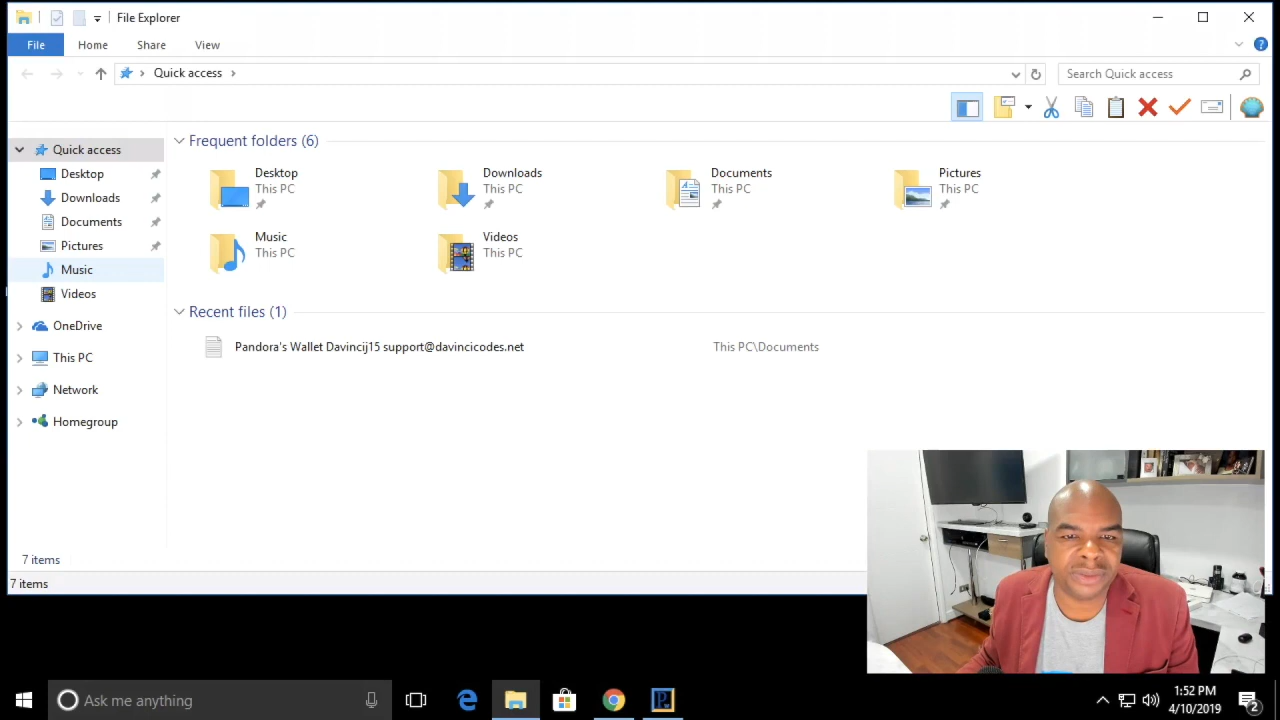 File Explorer
File Home Share View
Quick access
Search Quick access
Frequent folders (6)
Quick access
Desktop
Downloads
Documents
Pictures
Music
Videos
OneDrive
This PC
Network
Homegroup
Desktop
This PC
Downloads
This PC
Documents
This PC
Pictures
This PC
Music
This PC
Videos
This PC
Recent files (1)
Pandora's Wallet Davincij15 support@davincicodes.net This PC\Documents
7 items
7 items
Ask me anything
1:52 PM
4/10/2019
2